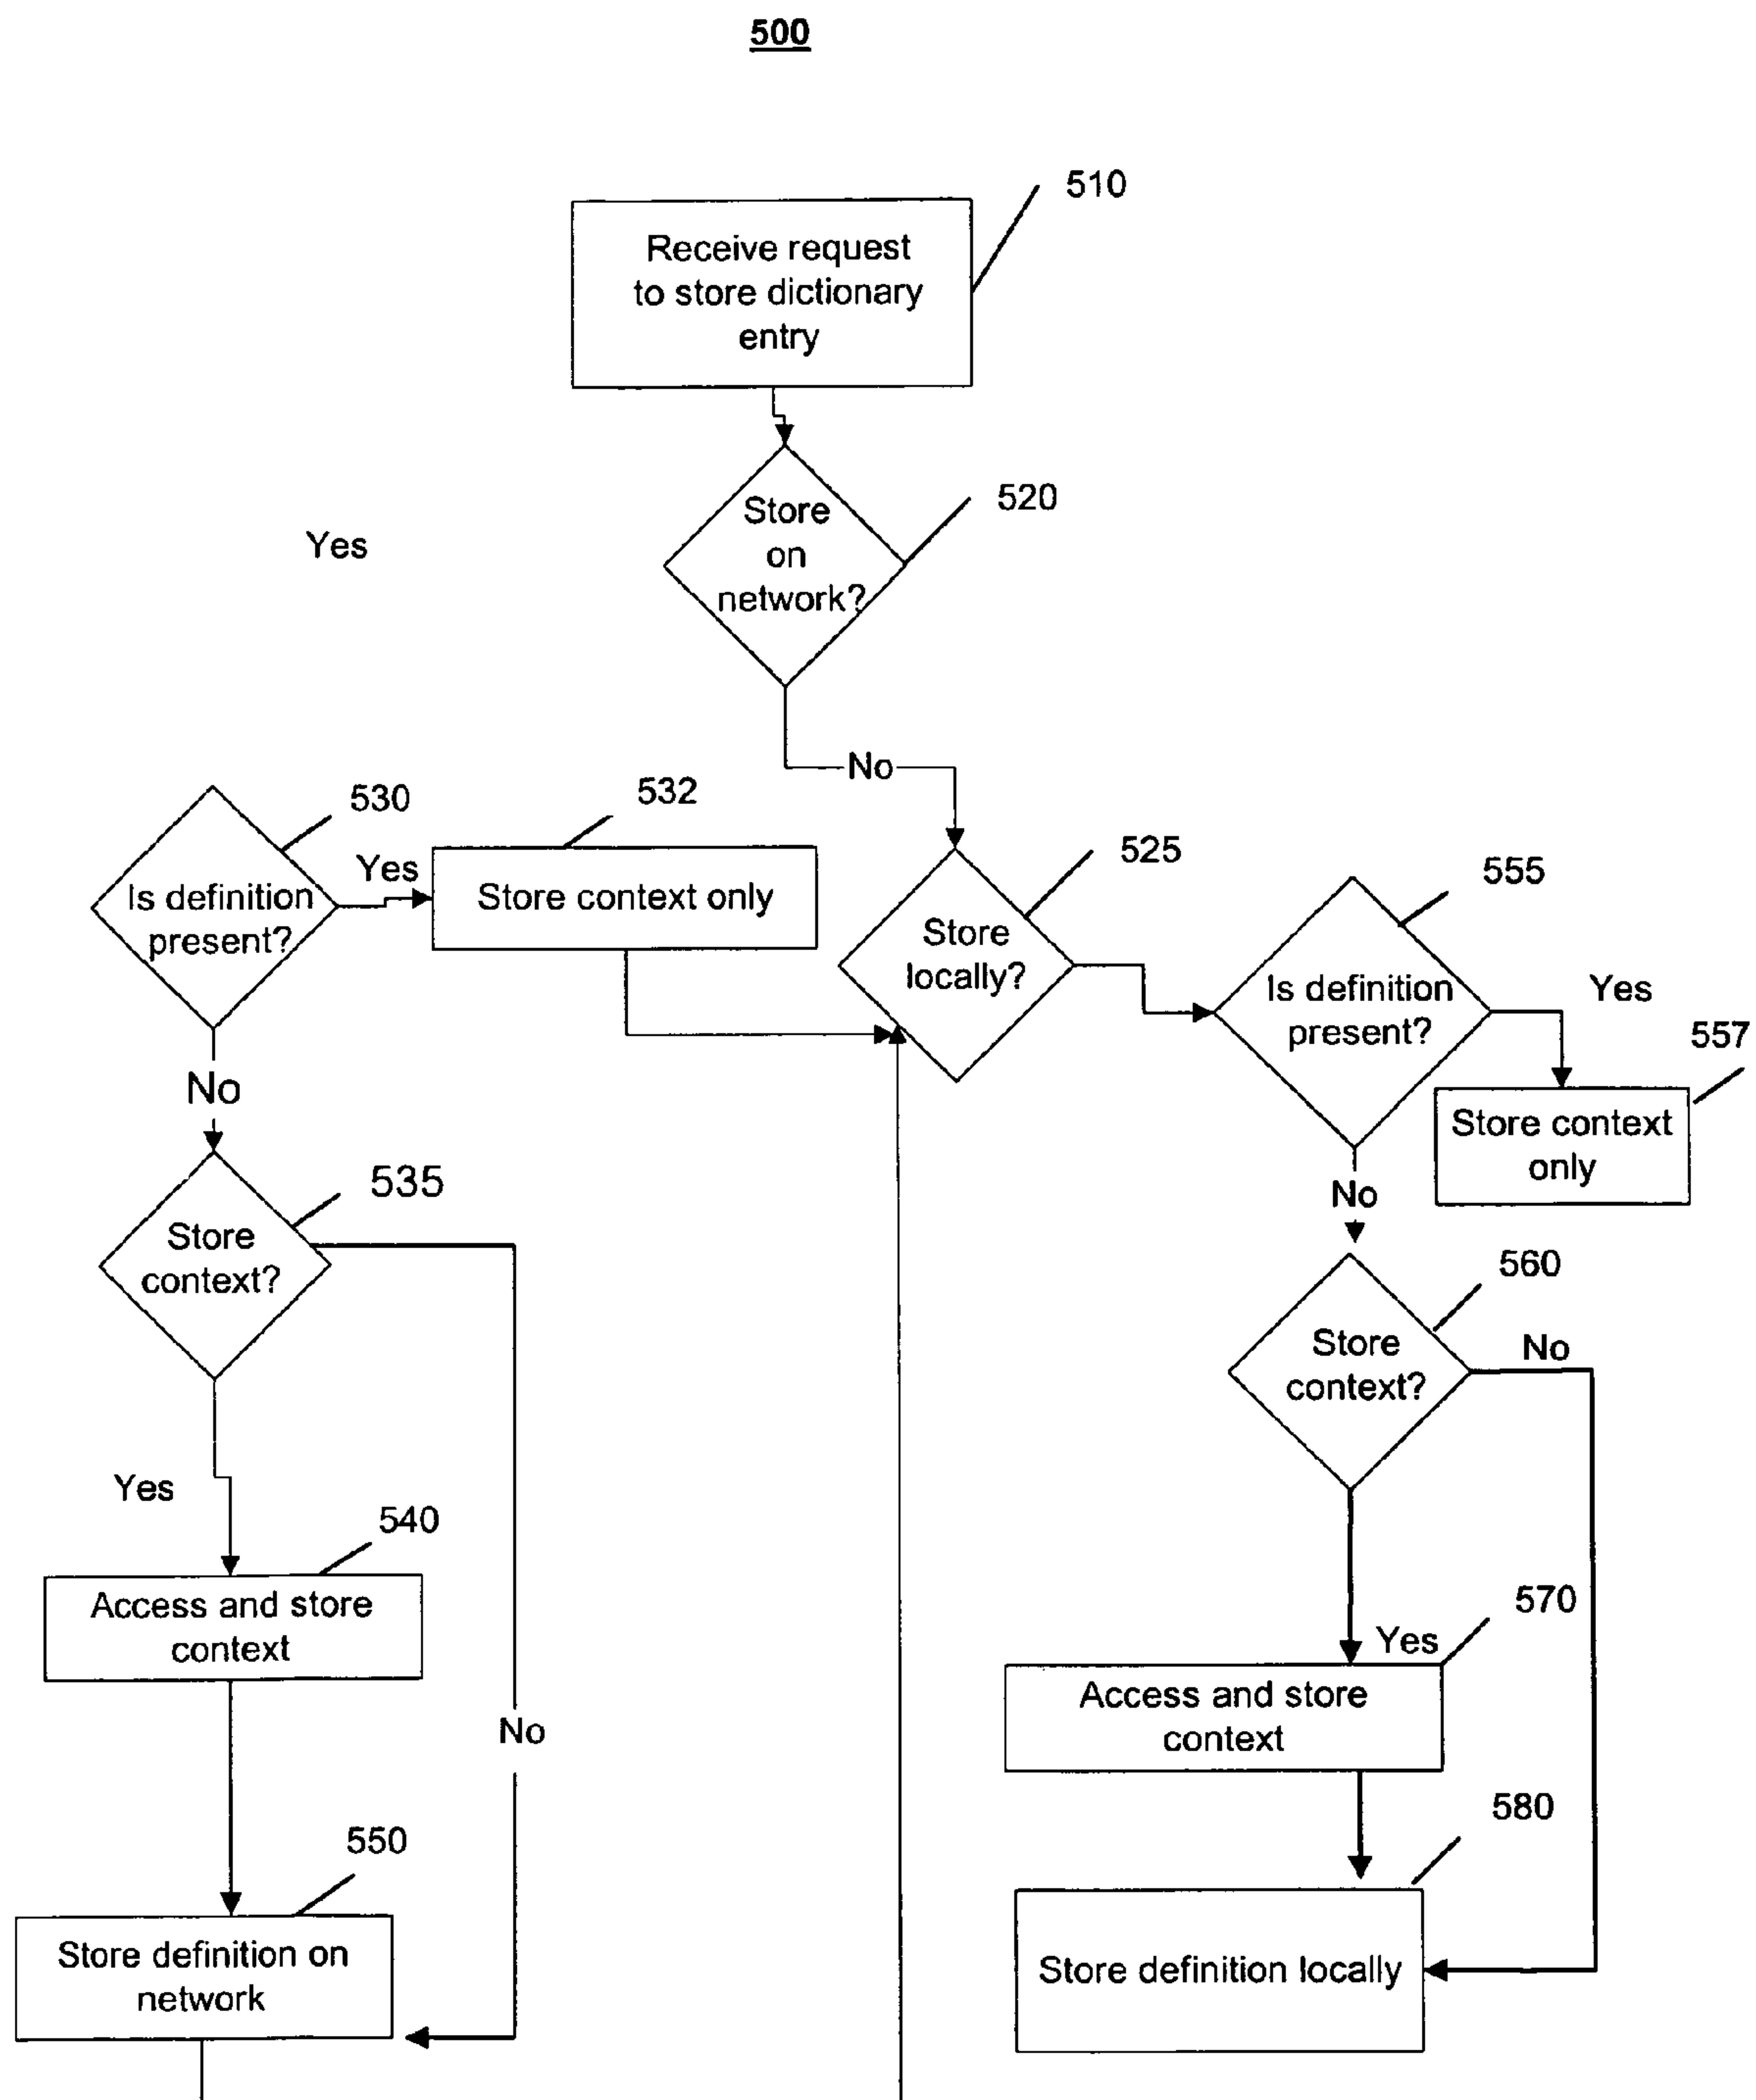 500
510
Receive request
to store dictionary
entry
520
Store
on
network?
Yes
No
530
532
Yes
Is definition
present?
Store context only
525
Store
locally?
555
Is definition
present?
Yes
557
Store context
only
No
No
535
Store
context?
560
Store
context?
No
Yes
540
Access and store
context
570
Yes
Access and store
context
No
550
Store definition on
network
580
Store definition locally